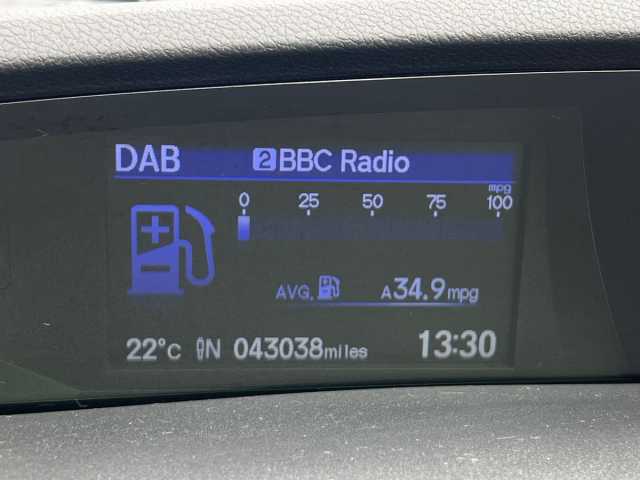 DAB 2 BBC Radio
mpg
0 25 50 75 100
AVG. A 34.9 mpg
22°C N 043038 miles 13:30